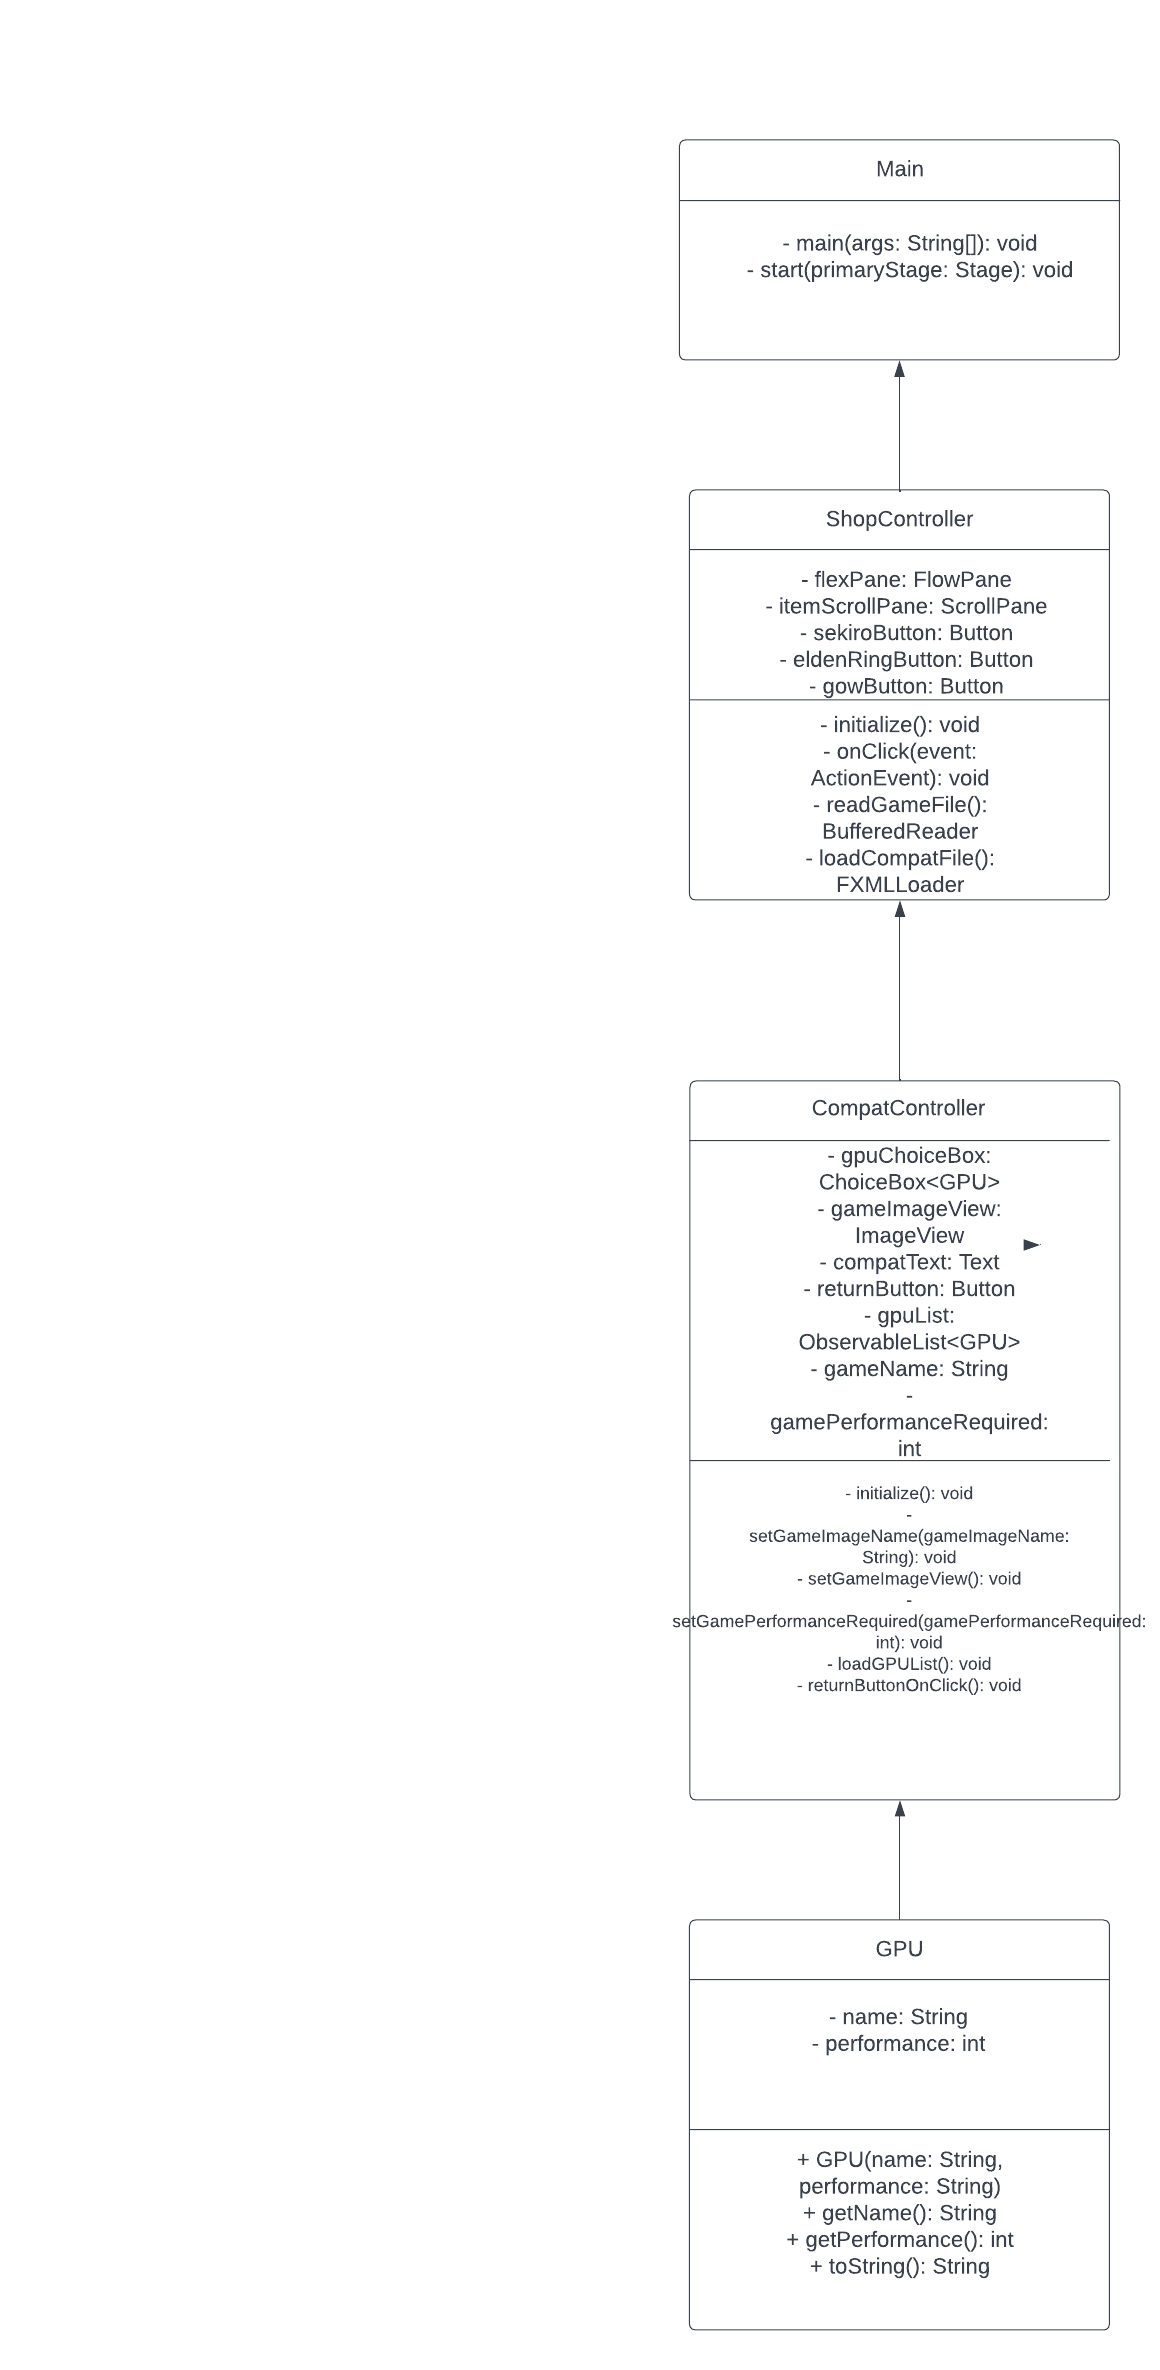 Main
- main(args: String[]): void
- start(primaryStage: Stage): void
ShopController
- flexPane: FlowPane
- itemScrollPane: ScrollPane
- sekiroButton: Button
- eldenRingButton: Button
- gowButton: Button
- initialize(): void
- onClick(event:
ActionEvent): void
- readGameFile():
BufferedReader
- loadCompatFile():
FXMLLoader
CompatController
- gpuChoiceBox:
ChoiceBox<GPU>
- gameImageView:
ImageView
- compatText: Text
- returnButton: Button
- gpuList:
ObservableList<GPU>
- gameName: String
-
gamePerformanceRequired:
int
- initialize(): void
-
setGameImageName(gameImageName:
String): void
- setGameImageView(): void
-
setGamePerformanceRequired(gamePerformanceRequired:
int): void
- loadGPUList(): void
- returnButtonOnClick(): void
GPU
- name: String
- performance: int
+ GPU(name: String,
performance: String)
+ getName(): String
+ getPerformance(): int
+ toString(): String